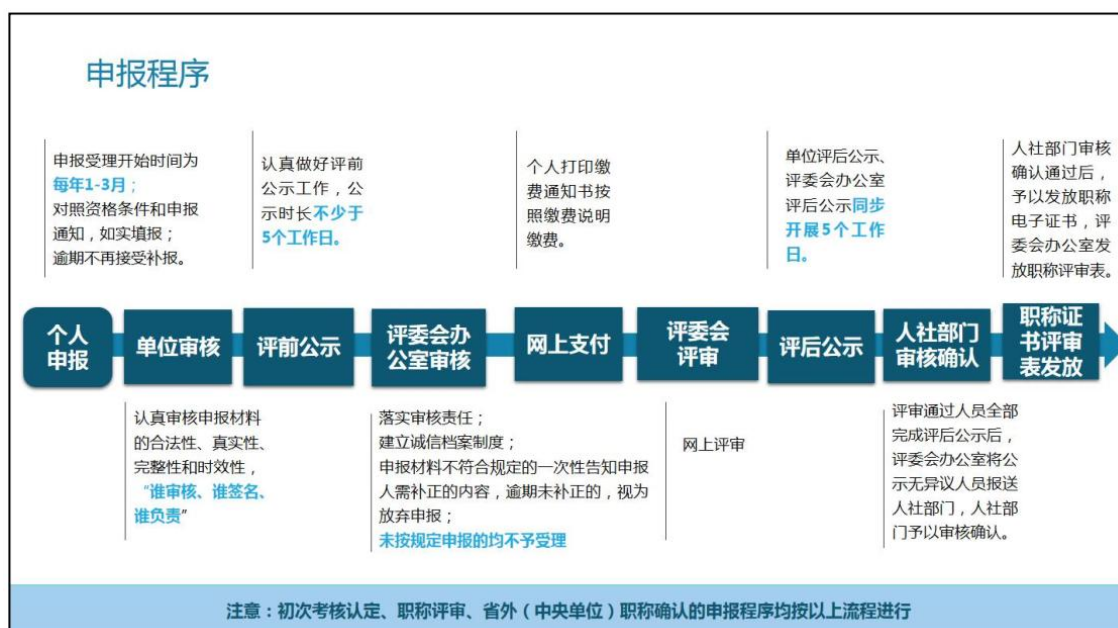 申报程序
申报受理开始时间为
每年1-3月；
对照资格条件和申报
通知，如实填报；
逾期不再接受补报。
认真做好评前
公示工作，公
示时长不少于
5个工作日。
个人打印缴
费通知书按
照缴费说明
缴费。
单位评后公示、
评委会办公室
评后公示同步
开展5个工作
日。
人社部门审核
确认通过后，
予以发放职称
电子证书，评
委会办公室发
放职称评审表。
个人
申报
单位审核
评前公示
评委会办
公室审核
网上支付
评委会
评审
评后公示
人社部门
审核确认
职称证
书评审
表发放
认真审核申报材料
的合法性、真实性、
完整性和时效性，
“谁审核、谁签名、
谁负责”
落实审核责任；
建立诚信档案制度；
申报材料不符合规定的一次性告知申报
人需补正的内容，逾期未补正的，视为
放弃申报；
未按规定申报的均不予受理
网上评审
评审通过人员全部
完成评后公示后，
评委会办公室将公
示无异议人员报送
人社部门，人社部
门予以审核确认。
注意：初次考核认定、职称评审、省外（中央单位）职称确认的申报程序均按以上流程进行